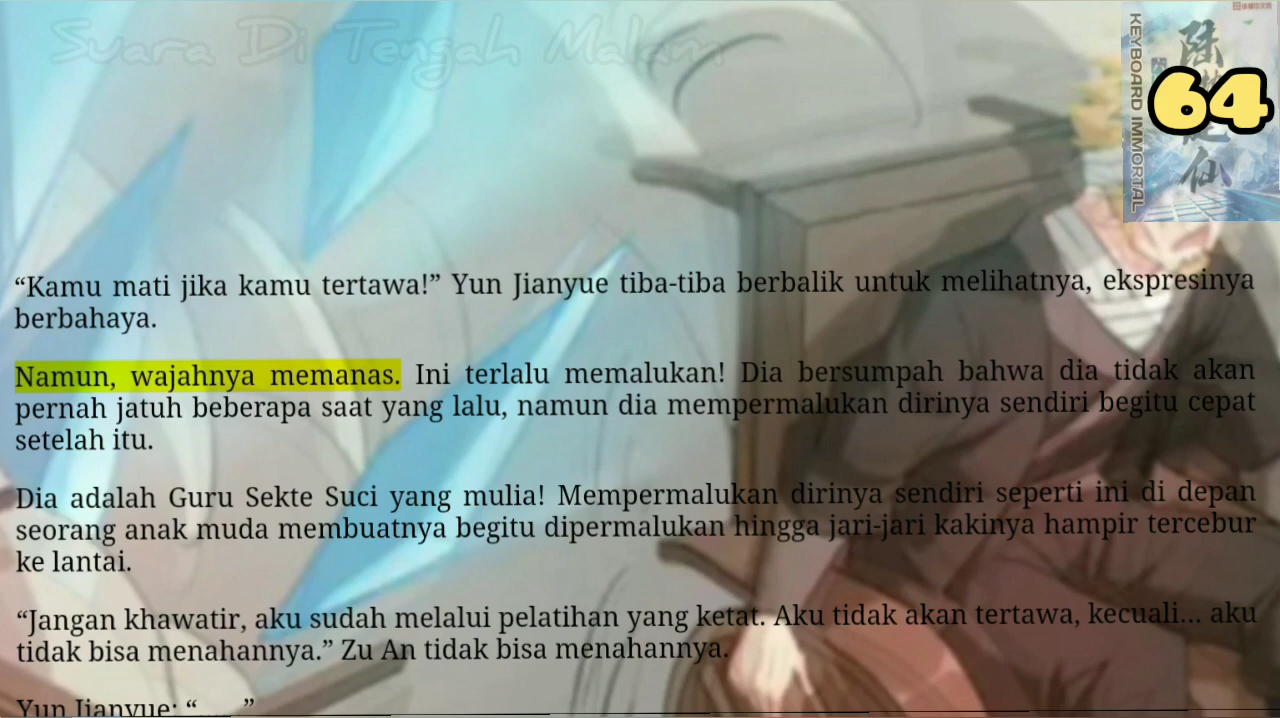 Suara Di Tengah Malam
KEYBOARD IMMORTAL
64
“Kamu mati jika kamu tertawa!” Yun Jianyue tiba-tiba berbalik untuk melihatnya, ekspresinya
berbahaya.
Namun, wajahnya memanas. Ini terlalu memalukan! Dia bersumpah bahwa dia tidak akan
pernah jatuh beberapa saat yang lalu, namun dia mempermalukan dirinya sendiri begitu cepat
setelah itu.
Dia adalah Guru Sekte Suci yang mulia! Mempermalukan dirinya sendiri seperti ini di depan
seorang anak muda membuatnya begitu dipermalukan hingga jari-jari kakinya hampir tercebur
ke lantai.
“Jangan khawatir, aku sudah melalui pelatihan yang ketat. Aku tidak akan tertawa, kecuali... aku
tidak bisa menahannya.” Zu An tidak bisa menahannya.
Yun Jianyue: “......”